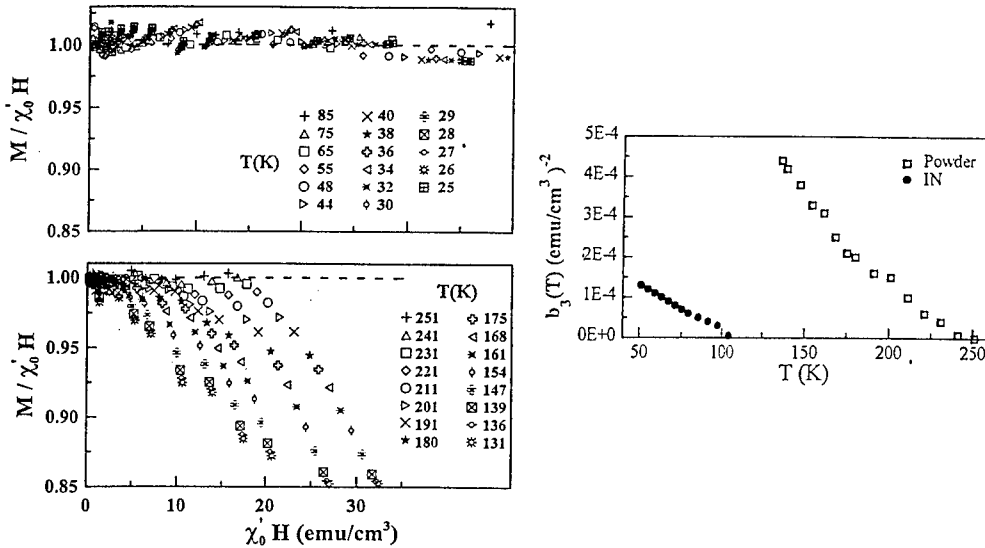 M / χ₀' H
1.00
0.95
0.90
0.85
T(K)
85 40 29
75 38 28
65 36 27
55 34 26
48 32 25
44 30
M / χ₀' H
1.00
0.95
0.90
0.85
0 10 20 30
χ₀' H (emu/cm³)
T(K)
251 175
241 168
231 161
221 154
211 147
201 139
191 136
180 131
b₃(T) (emu/cm³)⁻²
5E-4
4E-4
3E-4
2E-4
1E-4
0E+0
50 100 150 200 250
T (K)
Powder
IN